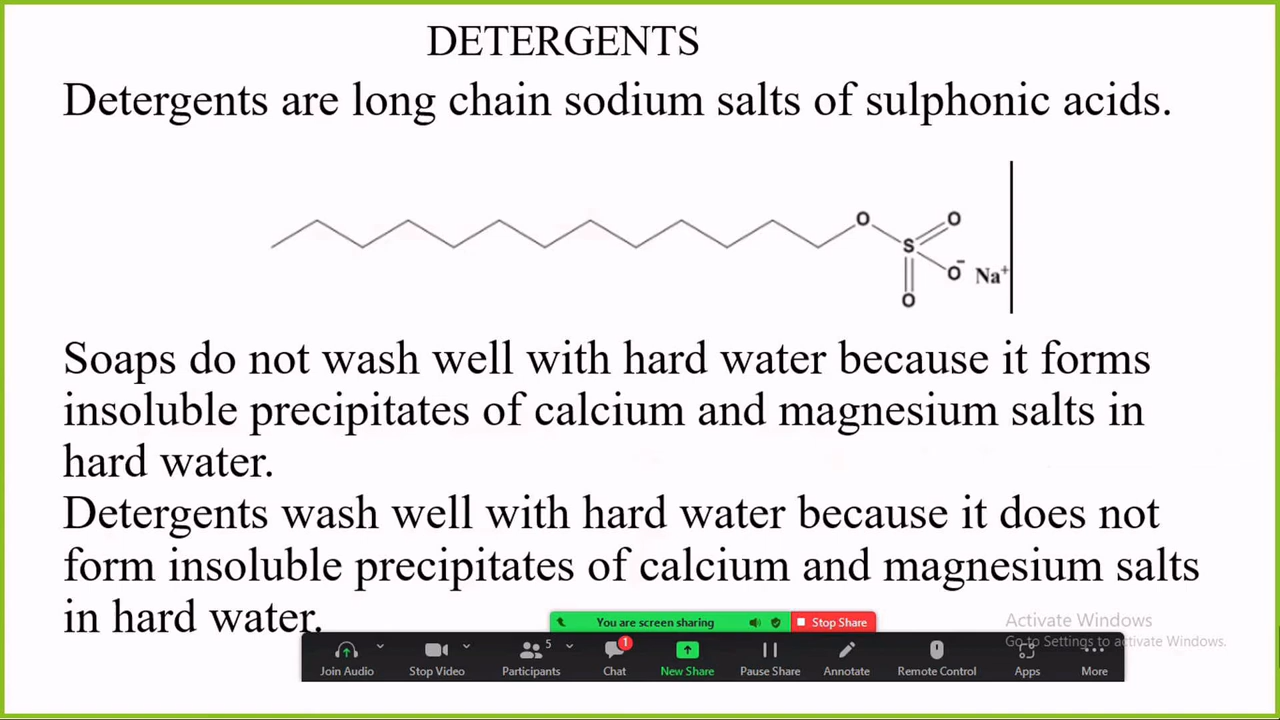 DETERGENTS
Detergents are long chain sodium salts of sulphonic acids.
O
O
S
O⁻ Na⁺
O
Soaps do not wash well with hard water because it forms
insoluble precipitates of calcium and magnesium salts in
hard water.
Detergents wash well with hard water because it does not
form insoluble precipitates of calcium and magnesium salts
in hard water.
You are screen sharing
Stop Share
Activate Windows
Go to Settings to activate Windows.
5
1
Join Audio
Stop Video
Participants
Chat
New Share
Pause Share
Annotate
Remote Control
Apps
More